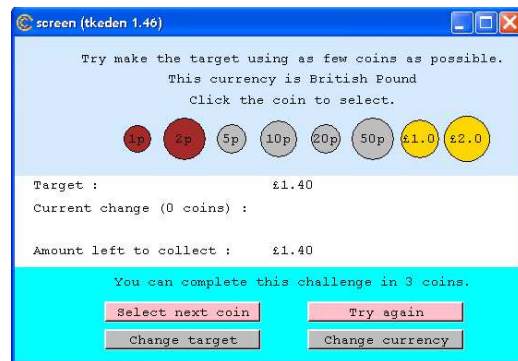 screen (tkeden 1.46)
Try make the target using as few coins as possible.
This currency is British Pound
Click the coin to select.
1p 2p 5p 10p 20p 50p £1.0 £2.0
Target : £1.40
Current change (0 coins) :
Amount left to collect : £1.40
You can complete this challenge in 3 coins.
Select next coin Try again
Change target Change currency